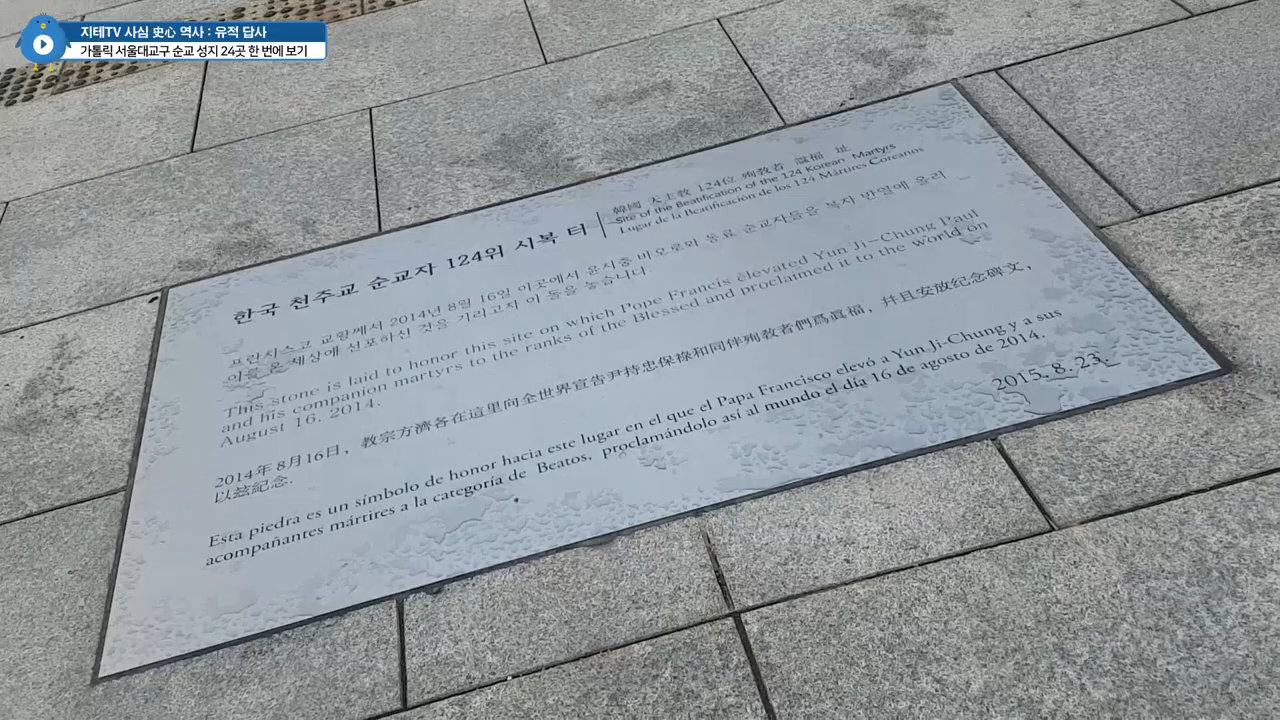 지테TV 사심 史心 역사 : 유적 답사
가톨릭 서울대교구 순교 성지 24곳 한 번에 보기
한국 천주교 순교자 124위 시복 터
韓國 天主敎 124位 殉敎者 諡福 址
Site of the Beatification of the 124 Korean Martyrs
Lugar de la Beatificación de los 124 Mártires Coreanos
프란치스코 교황께서 2014년 8월 16일 이곳에서 윤지충 바오로와 동료 순교자들을 복자 반열에 올리
이를 온 세상에 선포하신 것을 기리고자 이 돌을 놓습니다.
This stone is laid to honor this site on which Pope Francis elevated Yun Ji-Chung Paul
and his companion martyrs to the ranks of the Blessed and proclaimed it to the world on
August 16, 2014.
2014年 8月16日, 教宗方濟各在這里向全世界宣告尹持忠保祿和同伴殉敎者們爲眞福, 幷且安放纪念碑文,
以玆紀念.
Esta piedra es un símbolo de honor hacia este lugar en el que el Papa Francisco elevó a Yun Ji-Chung y a sus
acompañantes mártires a la categoría de Beatos, proclamándolo así al mundo el día 16 de agosto de 2014.
2015. 8. 23.